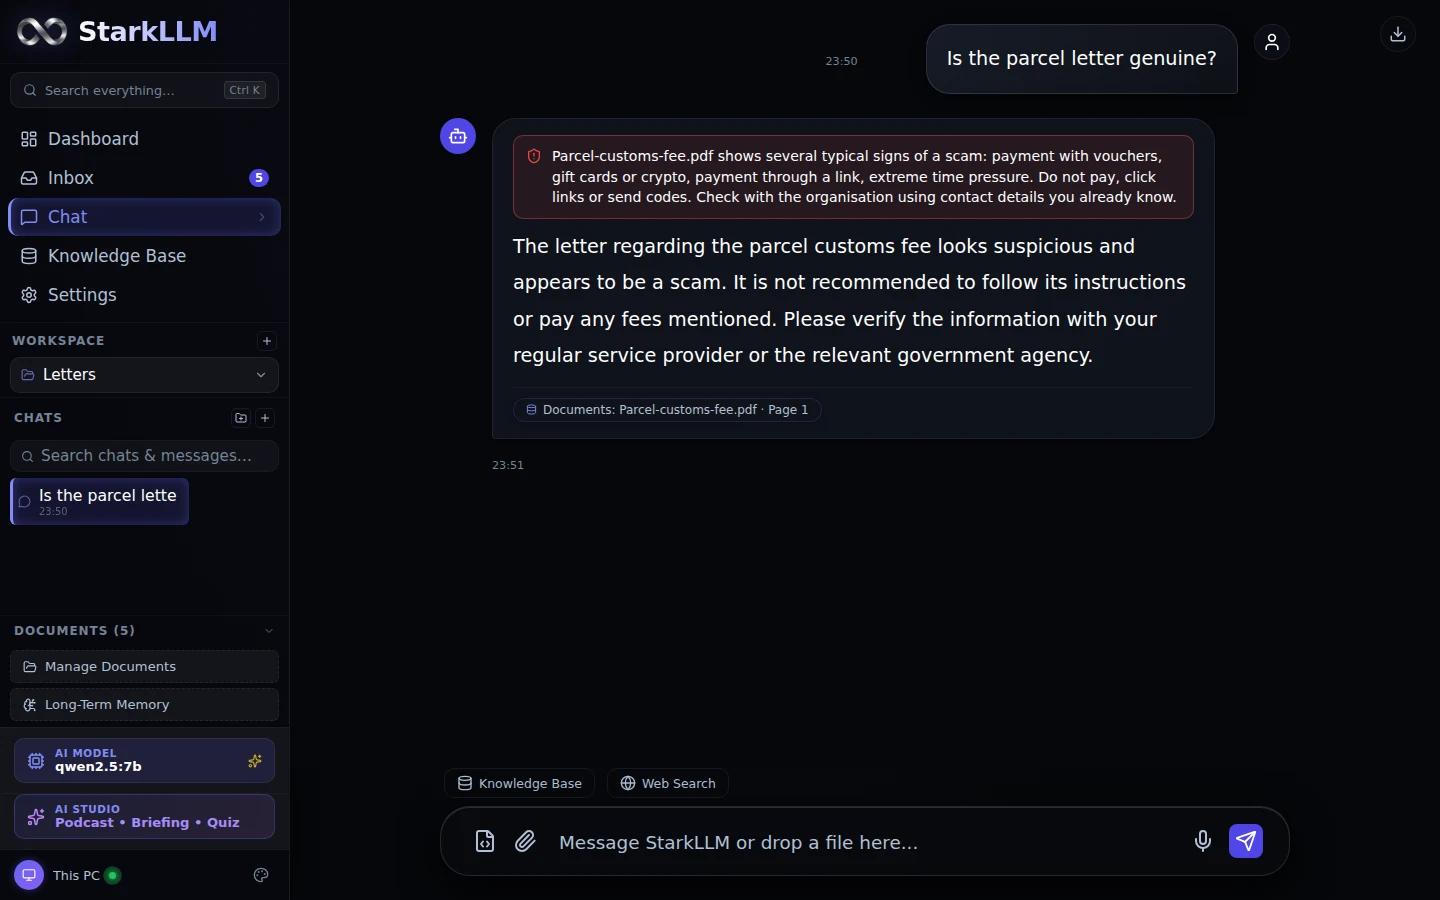 StarkLLM
Search everything...
Ctrl K
Dashboard
Inbox
5
Chat
Knowledge Base
Settings
WORKSPACE
Letters
CHATS
Search chats & messages...
Is the parcel lette
23:50
DOCUMENTS (5)
Manage Documents
Long-Term Memory
AI MODEL
qwen2.5:7b
AI STUDIO
Podcast • Briefing • Quiz
This PC
23:50
Is the parcel letter genuine?
Parcel-customs-fee.pdf shows several typical signs of a scam: payment with vouchers,
gift cards or crypto, payment through a link, extreme time pressure. Do not pay, click
links or send codes. Check with the organisation using contact details you already know.
The letter regarding the parcel customs fee looks suspicious and
appears to be a scam. It is not recommended to follow its instructions
or pay any fees mentioned. Please verify the information with your
regular service provider or the relevant government agency.
Documents: Parcel-customs-fee.pdf · Page 1
23:51
Knowledge Base
Web Search
Message StarkLLM or drop a file here...